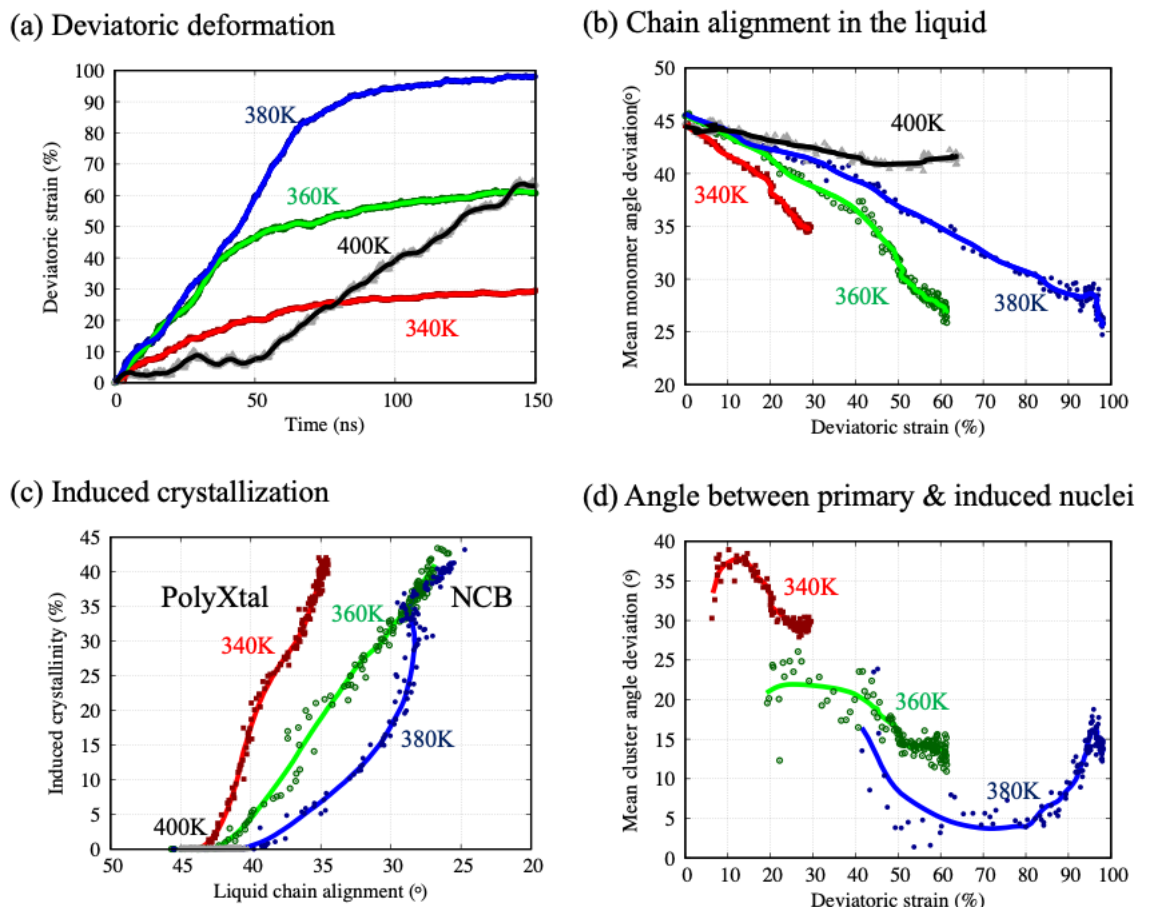 (a) Deviatoric deformation
100
90
80
70
60
50
40
30
20
10
0
Deviatoric strain (%)
380K
360K
400K
340K
0 50 100 150
Time (ns)
(b) Chain alignment in the liquid
50
45
40
35
30
25
20
Mean monomer angle deviation(°)
400K
340K
360K
380K
0 10 20 30 40 50 60 70 80 90 100
Deviatoric strain (%)
(c) Induced crystallization
45
40
35
30
25
20
15
10
5
0
Induced crystallinity (%)
PolyXtal
NCB
360K
340K
380K
400K
50 45 40 35 30 25 20
Liquid chain alignment (°)
(d) Angle between primary & induced nuclei
40
35
30
25
20
15
10
5
0
Mean cluster angle deviation (°)
340K
360K
380K
0 10 20 30 40 50 60 70 80 90 100
Deviatoric strain (%)